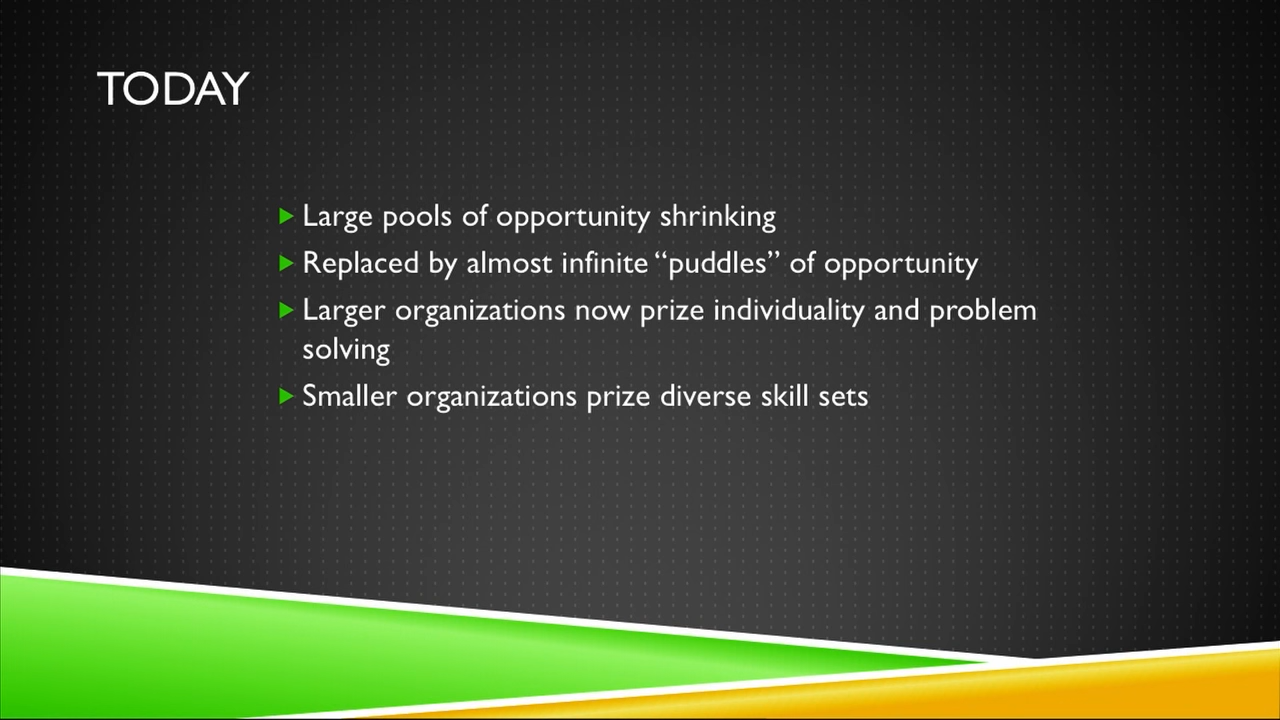 TODAY
Large pools of opportunity shrinking
Replaced by almost infinite “puddles” of opportunity
Larger organizations now prize individuality and problem
solving
Smaller organizations prize diverse skill sets